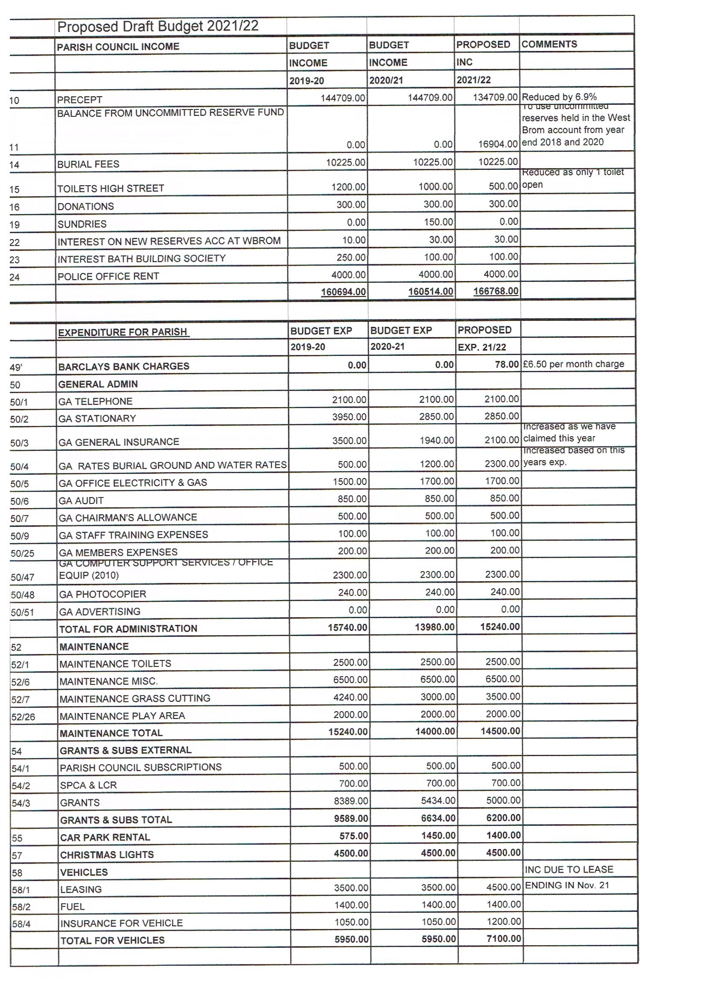 Proposed Draft Budget 2021/22
PARISH COUNCIL INCOME BUDGET BUDGET PROPOSED COMMENTS
INCOME INCOME INC
2019-20 2020/21 2021/22
10 PRECEPT 144709.00 144709.00 134709.00 Reduced by 6.9%
BALANCE FROM UNCOMMITTED RESERVE FUND To use uncommitted
reserves held in the West
Brom account from year
11 0.00 0.00 16904.00 end 2018 and 2020
14 BURIAL FEES 10225.00 10225.00 10225.00
Reduced as only 1 toilet
15 TOILETS HIGH STREET 1200.00 1000.00 500.00 open
16 DONATIONS 300.00 300.00 300.00
19 SUNDRIES 0.00 150.00 0.00
22 INTEREST ON NEW RESERVES ACC AT WBROM 10.00 30.00 30.00
23 INTEREST BATH BUILDING SOCIETY 250.00 100.00 100.00
24 POLICE OFFICE RENT 4000.00 4000.00 4000.00
160694.00 160514.00 166768.00
EXPENDITURE FOR PARISH BUDGET EXP BUDGET EXP PROPOSED
2019-20 2020-21 EXP. 21/22
49' BARCLAYS BANK CHARGES 0.00 0.00 78.00 £6.50 per month charge
50 GENERAL ADMIN
50/1 GA TELEPHONE 2100.00 2100.00 2100.00
50/2 GA STATIONARY 3950.00 2850.00 2850.00
Increased as we have
50/3 GA GENERAL INSURANCE 3500.00 1940.00 2100.00 claimed this year
Increased based on this
50/4 GA RATES BURIAL GROUND AND WATER RATES 500.00 1200.00 2300.00 years exp.
50/5 GA OFFICE ELECTRICITY & GAS 1500.00 1700.00 1700.00
50/6 GA AUDIT 850.00 850.00 850.00
50/7 GA CHAIRMAN'S ALLOWANCE 500.00 500.00 500.00
50/9 GA STAFF TRAINING EXPENSES 100.00 100.00 100.00
50/25 GA MEMBERS EXPENSES 200.00 200.00 200.00
GA COMPUTER SUPPORT SERVICES / OFFICE
50/47 EQUIP (2010) 2300.00 2300.00 2300.00
50/48 GA PHOTOCOPIER 240.00 240.00 240.00
50/51 GA ADVERTISING 0.00 0.00 0.00
TOTAL FOR ADMINISTRATION 15740.00 13980.00 15240.00
52 MAINTENANCE
52/1 MAINTENANCE TOILETS 2500.00 2500.00 2500.00
52/6 MAINTENANCE MISC. 6500.00 6500.00 6500.00
52/7 MAINTENANCE GRASS CUTTING 4240.00 3000.00 3500.00
52/26 MAINTENANCE PLAY AREA 2000.00 2000.00 2000.00
MAINTENANCE TOTAL 15240.00 14000.00 14500.00
54 GRANTS & SUBS EXTERNAL
54/1 PARISH COUNCIL SUBSCRIPTIONS 500.00 500.00 500.00
54/2 SPCA & LCR 700.00 700.00 700.00
54/3 GRANTS 8389.00 5434.00 5000.00
GRANTS & SUBS TOTAL 9589.00 6634.00 6200.00
55 CAR PARK RENTAL 575.00 1450.00 1400.00
57 CHRISTMAS LIGHTS 4500.00 4500.00 4500.00
58 VEHICLES INC DUE TO LEASE
58/1 LEASING 3500.00 3500.00 4500.00 ENDING IN Nov. 21
58/2 FUEL 1400.00 1400.00 1400.00
58/4 INSURANCE FOR VEHICLE 1050.00 1050.00 1200.00
TOTAL FOR VEHICLES 5950.00 5950.00 7100.00